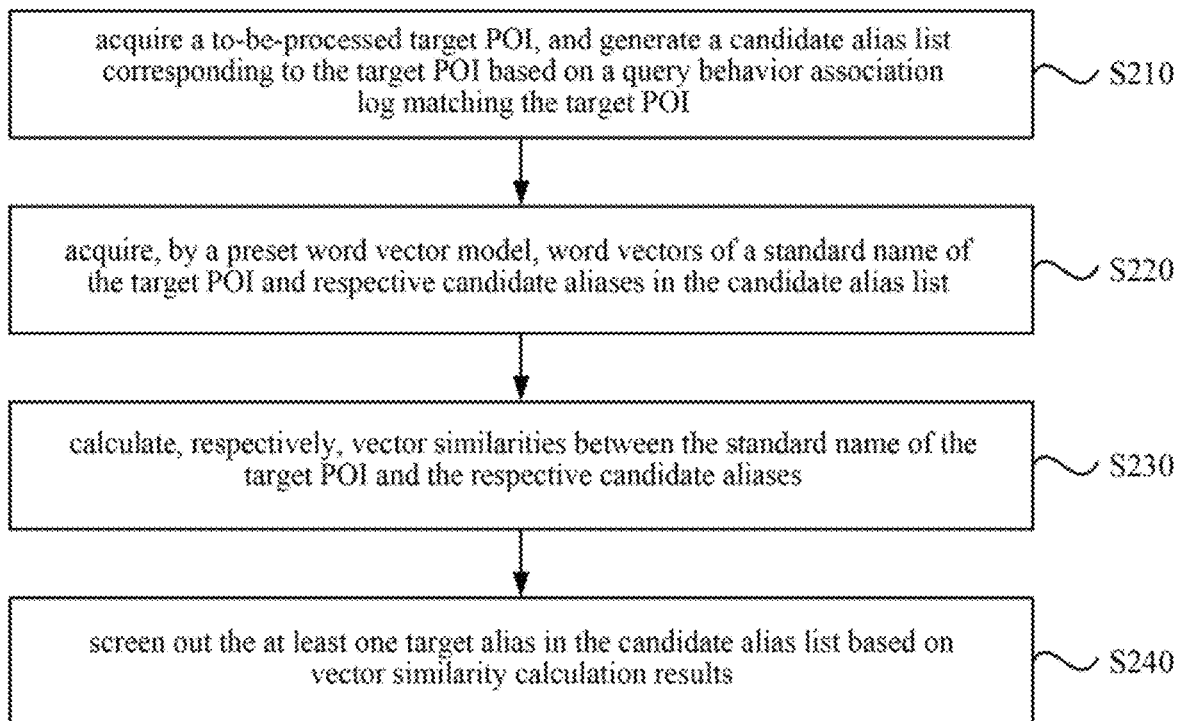 acquire a to-be-processed target POI, and generate a candidate alias list
corresponding to the target POI based on a query behavior association
log matching the target POI
S210
acquire, by a preset word vector model, word vectors of a standard name of
the target POI and respective candidate aliases in the candidate alias list
S220
calculate, respectively, vector similarities between the standard name of the
target POI and the respective candidate aliases
S230
screen out the at least one target alias in the candidate alias list based on
vector similarity calculation results
S240